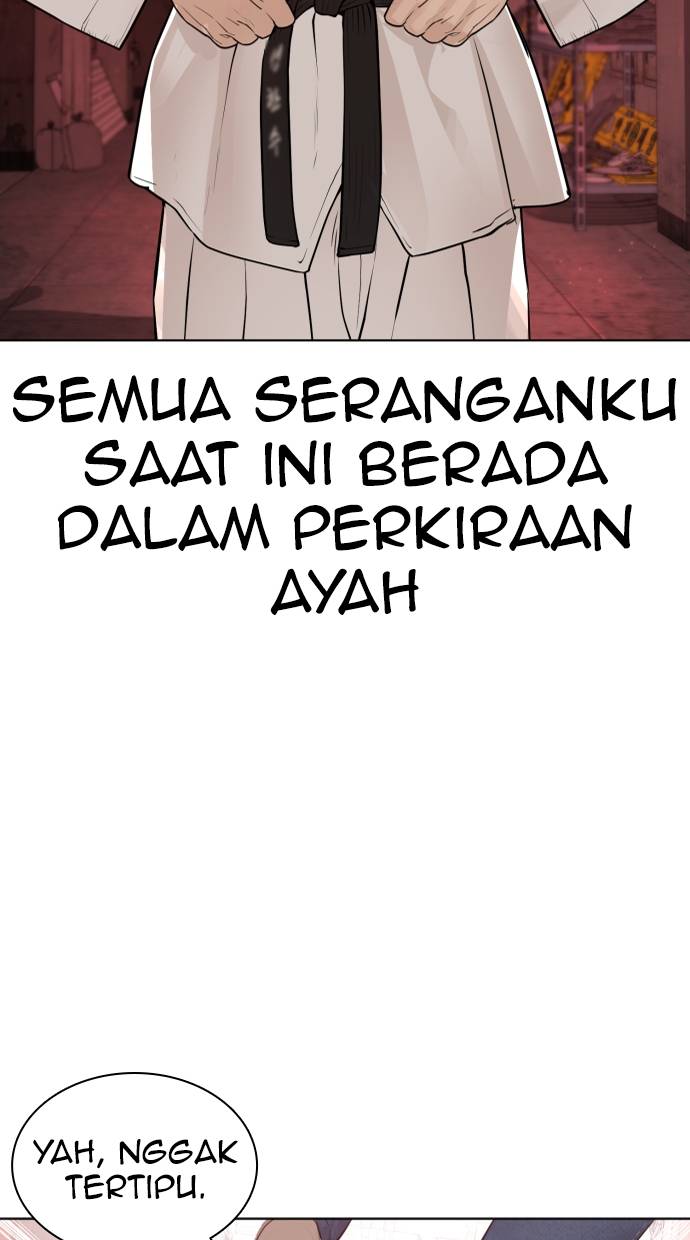 SEMUA SERANGANKU
SAAT INI BERADA
DALAM PERKIRAAN
AYAH
YAH, NGGAK
TERTIPU.